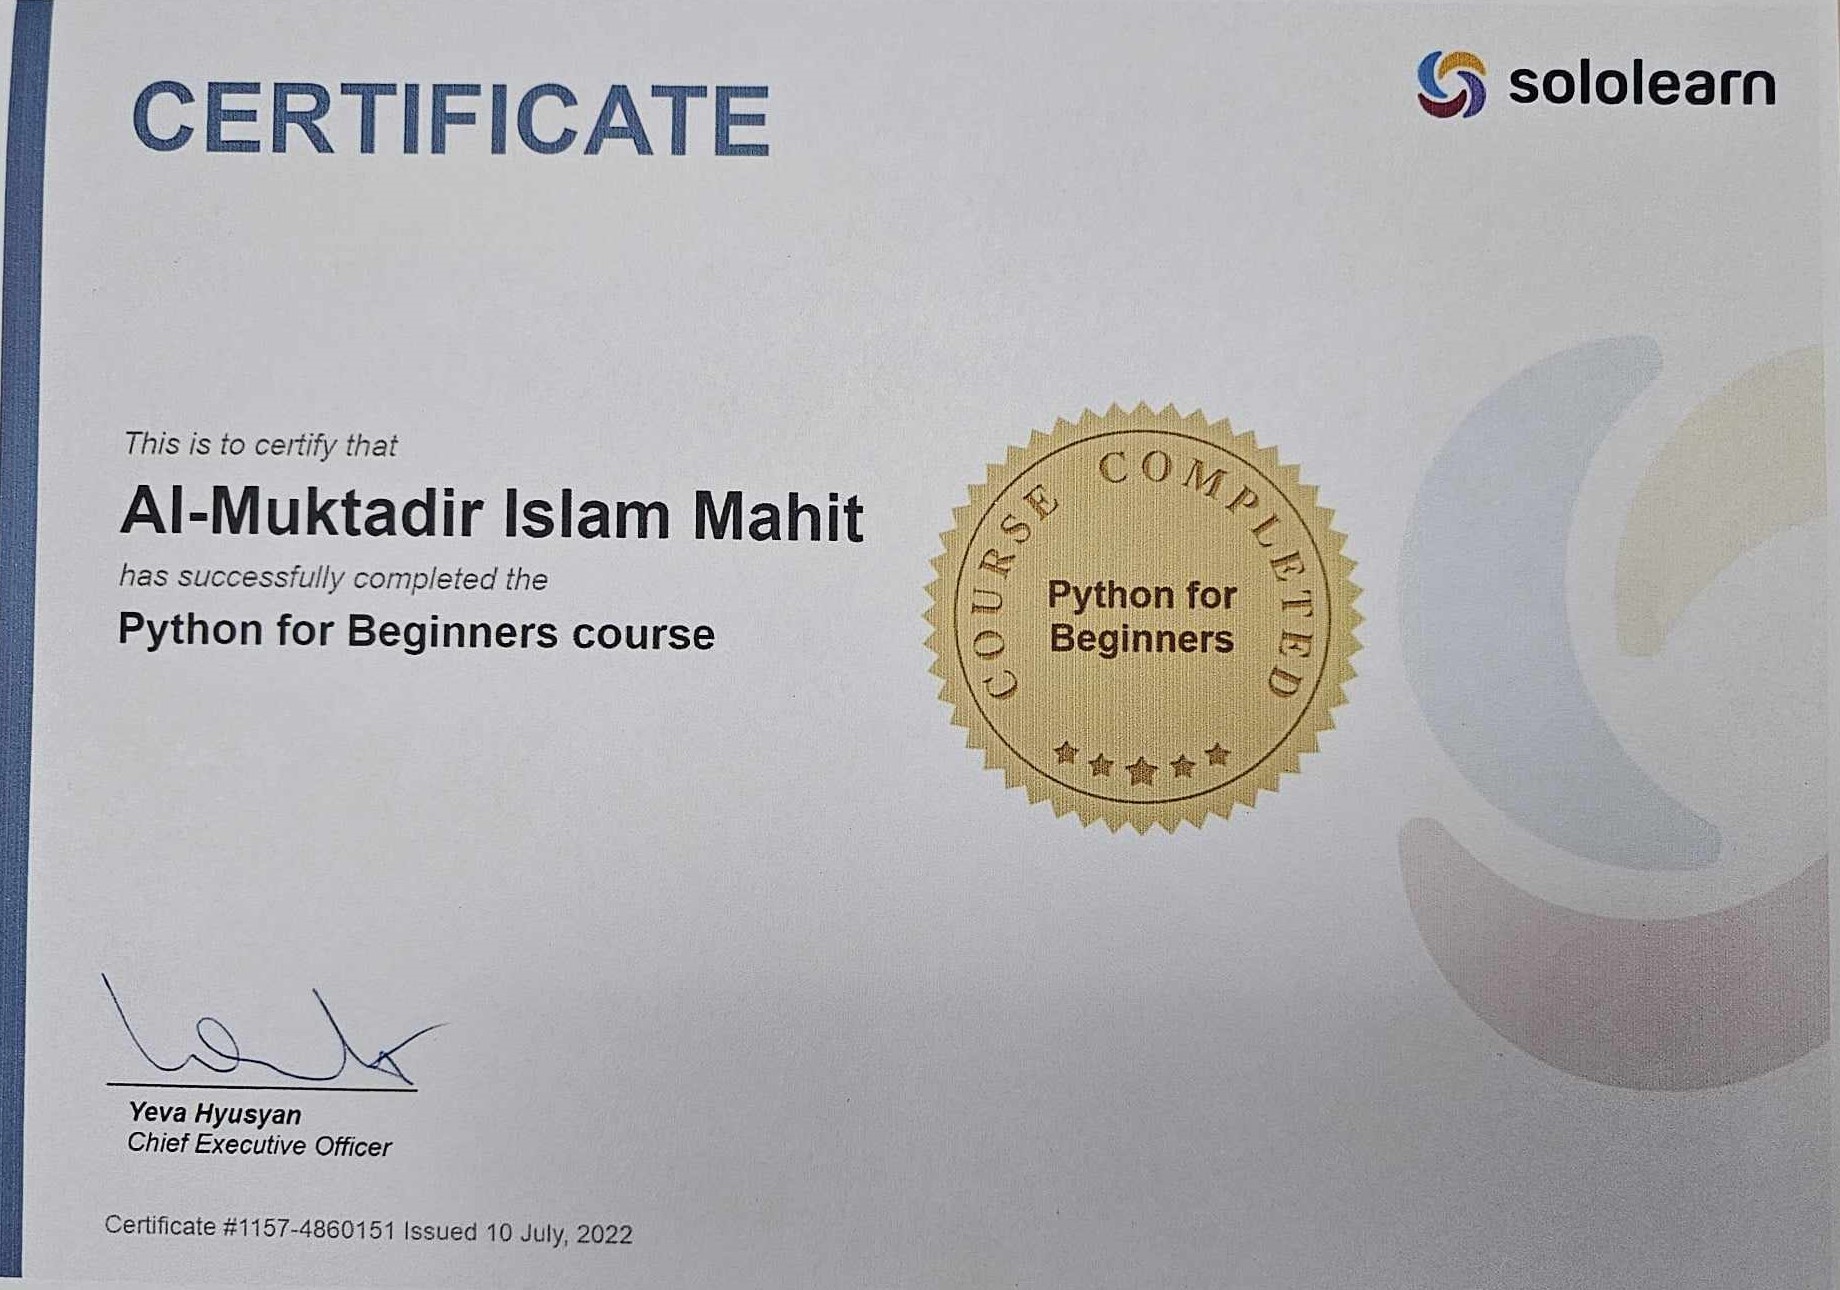 CERTIFICATE
sololearn
This is to certify that
Al-Muktadir Islam Mahit
has successfully completed the
Python for Beginners course
COURSE COMPLETED
Python for
Beginners
Yeva Hyusyan
Chief Executive Officer
Certificate #1157-4860151 Issued 10 July, 2022